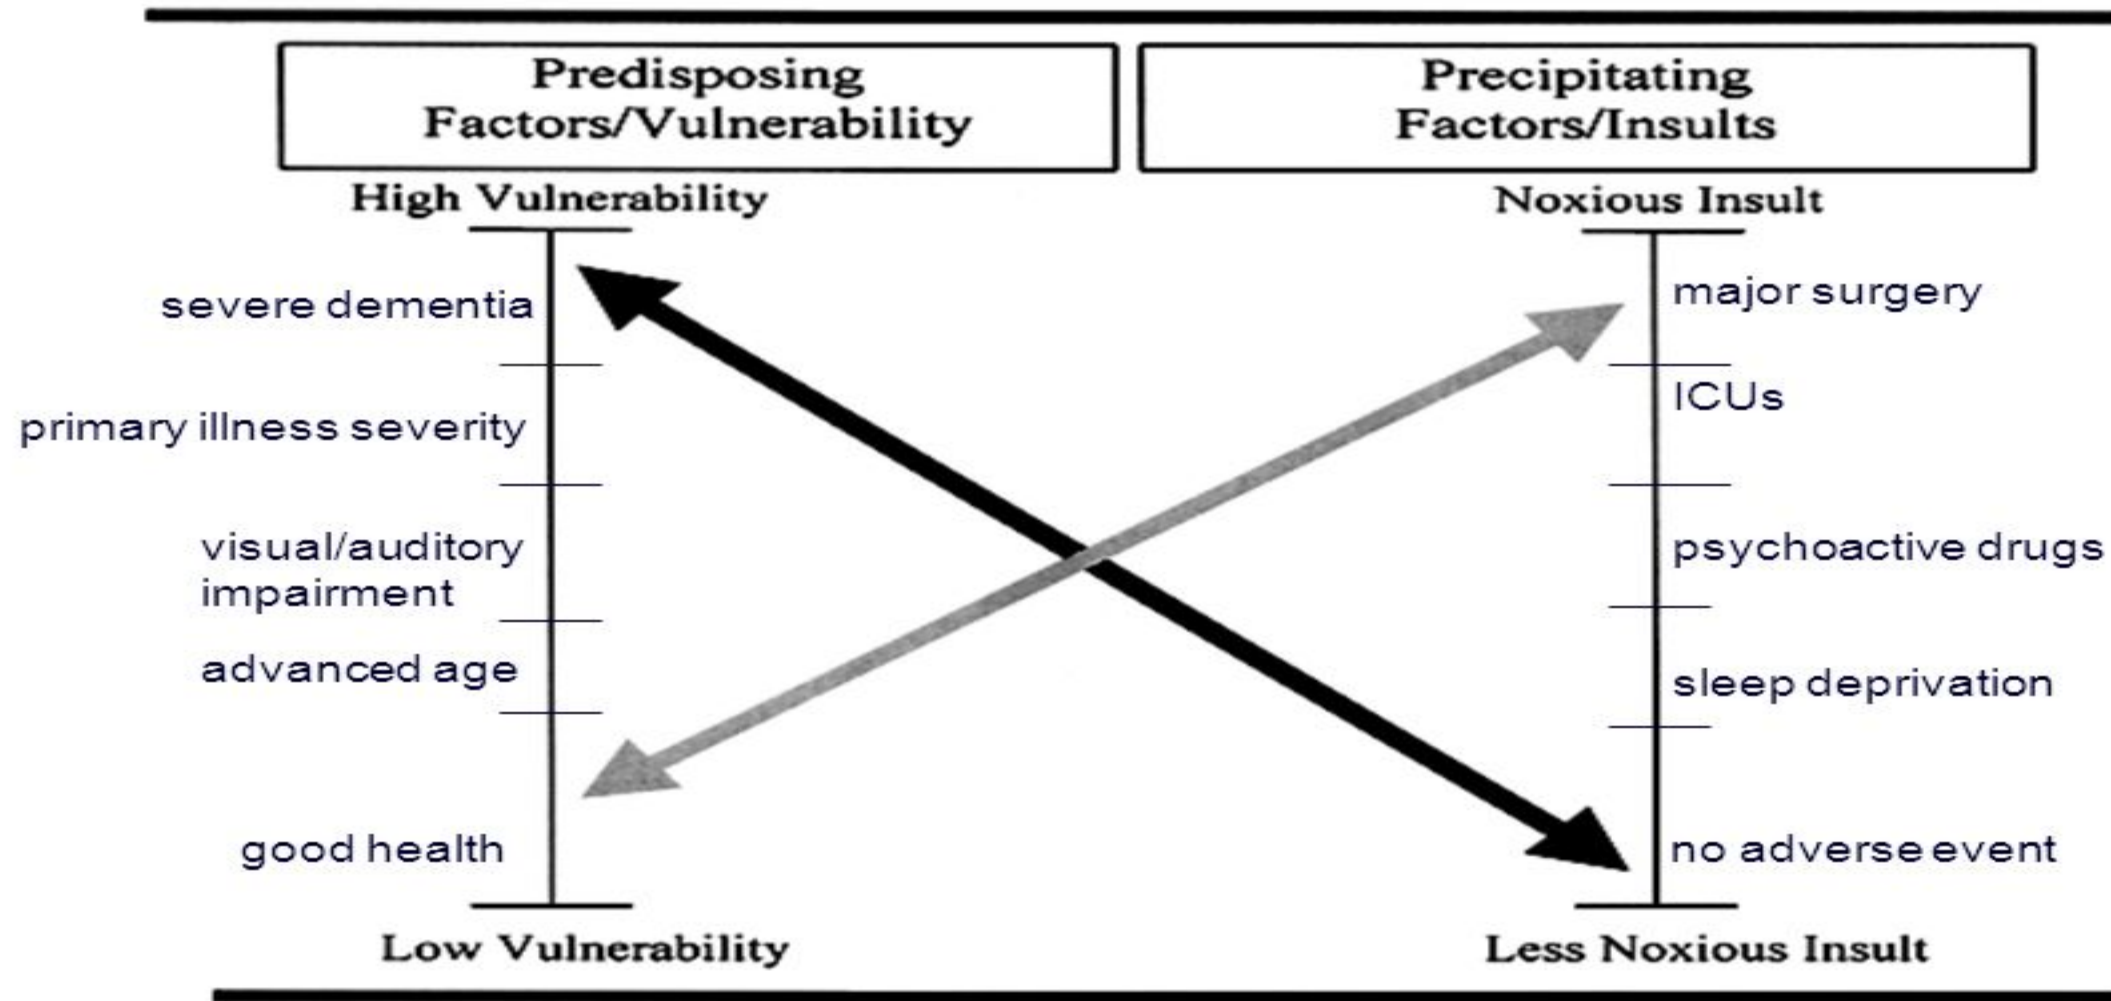 Predisposing
Factors/Vulnerability
Precipitating
Factors/Insults
High Vulnerability
Noxious Insult
severe dementia
major surgery
ICUs
primary illness severity
visual/auditory
impairment
psychoactive drugs
advanced age
sleep deprivation
good health
no adverse event
Low Vulnerability
Less Noxious Insult